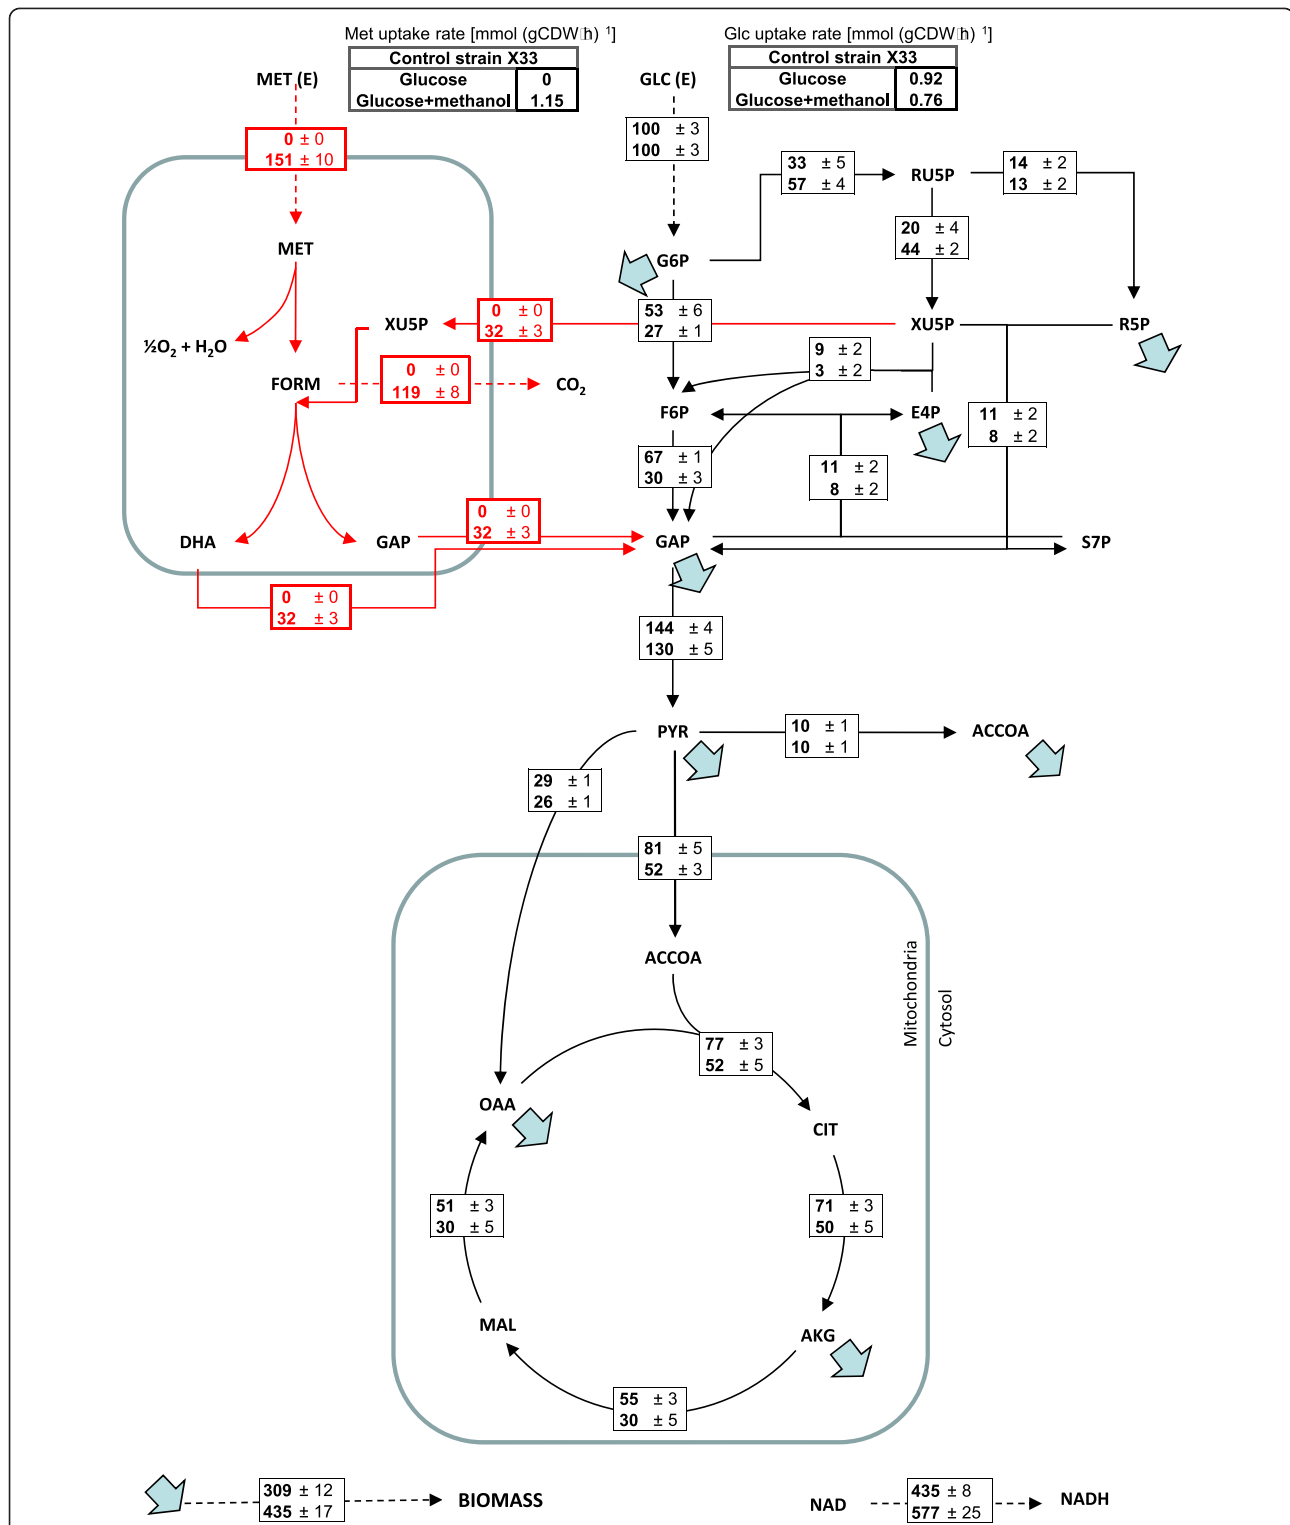 Met uptake rate [mmol (gCDW h) ¹]
Control strain X33
Glucose 0
Glucose+methanol 1.15
Glc uptake rate [mmol (gCDW h) ¹]
Control strain X33
Glucose 0.92
Glucose+methanol 0.76
MET (E)
GLC (E)
0 ± 0
151 ± 10
100 ± 3
100 ± 3
33 ± 5
57 ± 4
RU5P
14 ± 2
13 ± 2
20 ± 4
44 ± 2
MET
G6P
53 ± 6
27 ± 1
XU5P
0 ± 0
32 ± 3
XU5P
R5P
½O₂ + H₂O
9 ± 2
3 ± 2
FORM
0 ± 0
119 ± 8
CO₂
F6P
E4P
11 ± 2
8 ± 2
67 ± 1
30 ± 3
11 ± 2
8 ± 2
0 ± 0
32 ± 3
DHA
GAP
GAP
S7P
0 ± 0
32 ± 3
144 ± 4
130 ± 5
PYR
10 ± 1
10 ± 1
ACCOA
29 ± 1
26 ± 1
81 ± 5
52 ± 3
ACCOA
Mitochondria
Cytosol
77 ± 3
52 ± 5
OAA
CIT
51 ± 3
30 ± 5
71 ± 3
50 ± 5
MAL
AKG
55 ± 3
30 ± 5
309 ± 12
435 ± 17
BIOMASS
NAD
435 ± 8
577 ± 25
NADH